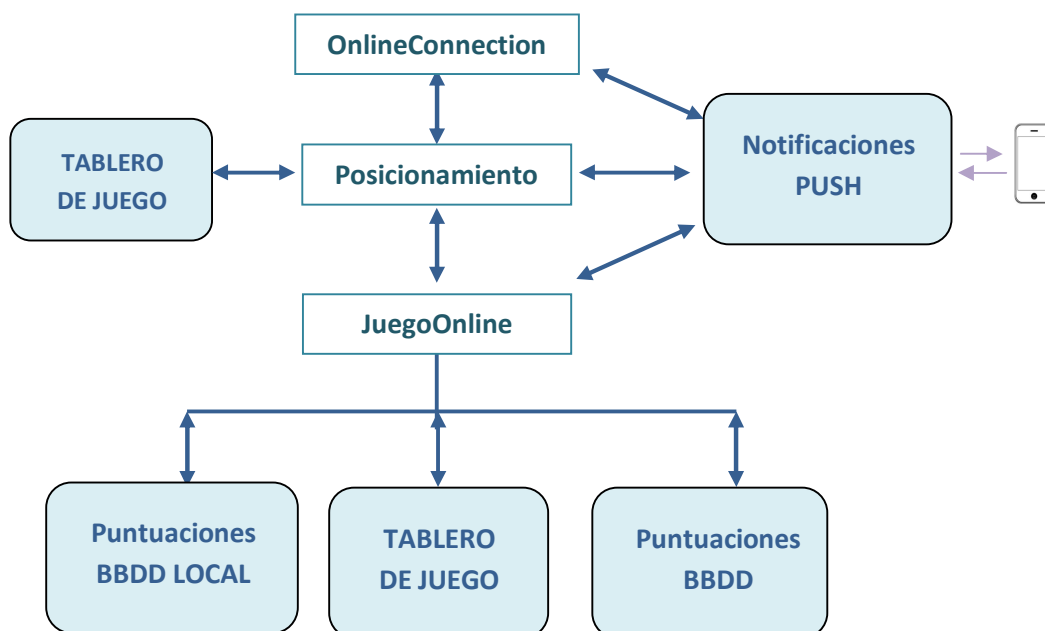 OnlineConnection
TABLERO
DE JUEGO
Posicionamiento
Notificaciones
PUSH
JuegoOnline
Puntuaciones
BBDD LOCAL
TABLERO
DE JUEGO
Puntuaciones
BBDD